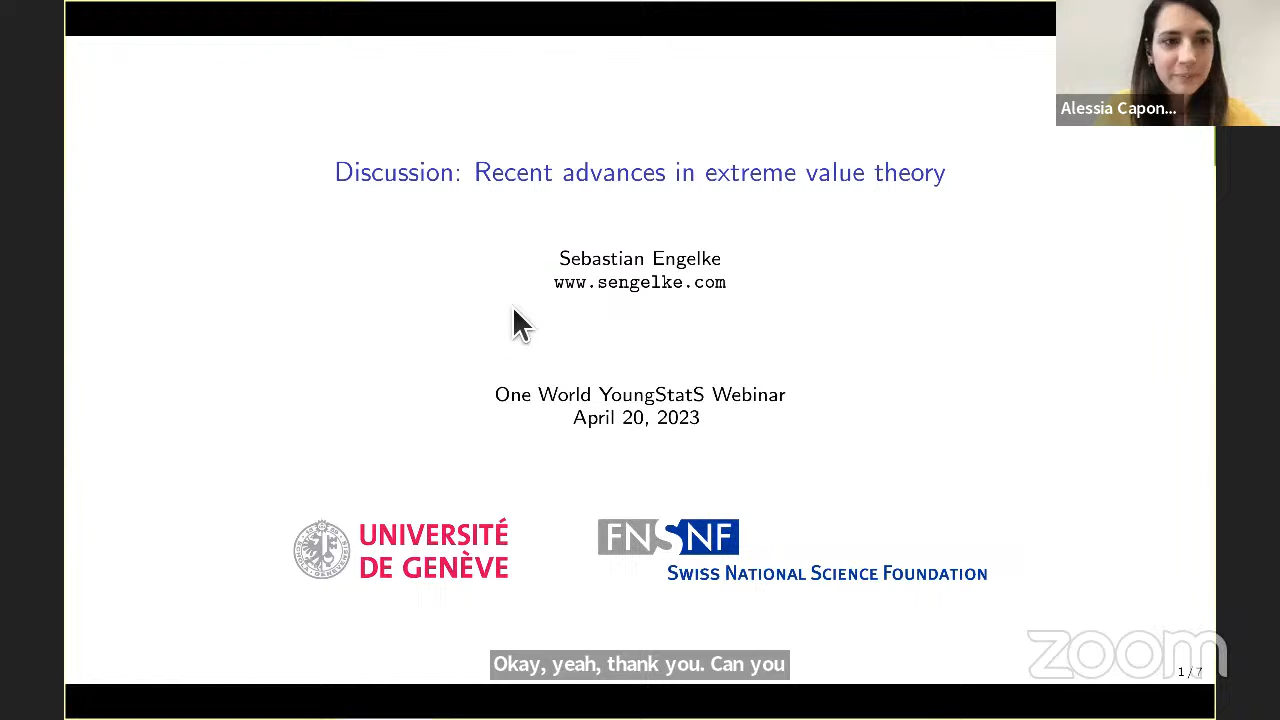 Alessia Capon...
Discussion: Recent advances in extreme value theory
Sebastian Engelke
www.sengelke.com
One World YoungStatS Webinar
April 20, 2023
UNIVERSITÉ
DE GENÈVE
FNSNF
SWISS NATIONAL SCIENCE FOUNDATION
Okay, yeah, thank you. Can you
zoom
1 / 7